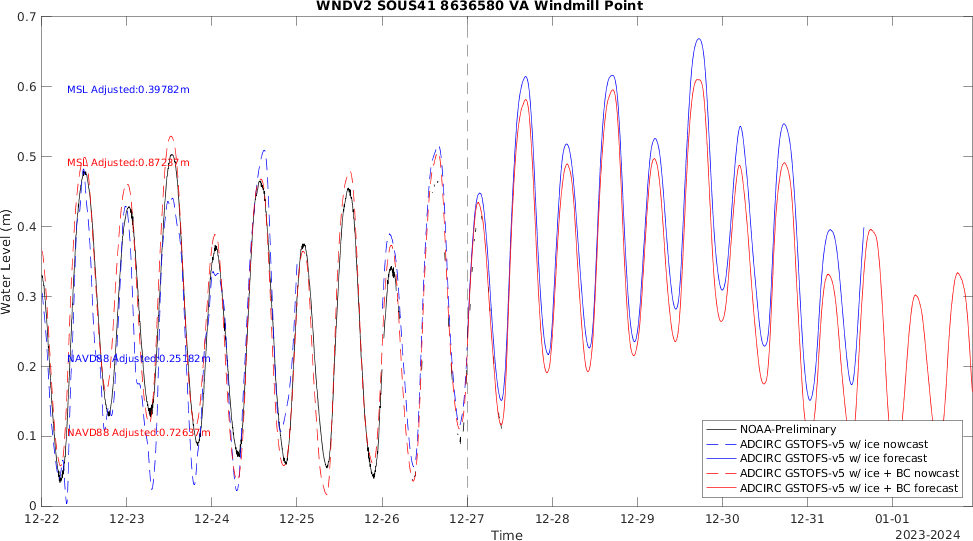 WNDV2 SOUS41 8636580 VA Windmill Point
0.7
0.6
0.5
0.4
0.3
0.2
0.1
0
Water Level (m)
MSL Adjusted:0.39782m
NAVD88 Adjusted:0.25182m
NOAA-Preliminary
ADCIRC GSTOFS-v5 w/ ice nowcast
ADCIRC GSTOFS-v5 w/ ice forecast
ADCIRC GSTOFS-v5 w/ ice + BC nowcast
ADCIRC GSTOFS-v5 w/ ice + BC forecast
MSL Adjusted:
NAVD88 Adjusted:
12-22 12-23 12-24 12-25 12-26 12-27 12-28 12-29 12-30 12-31 01-01
Time
2023-2024